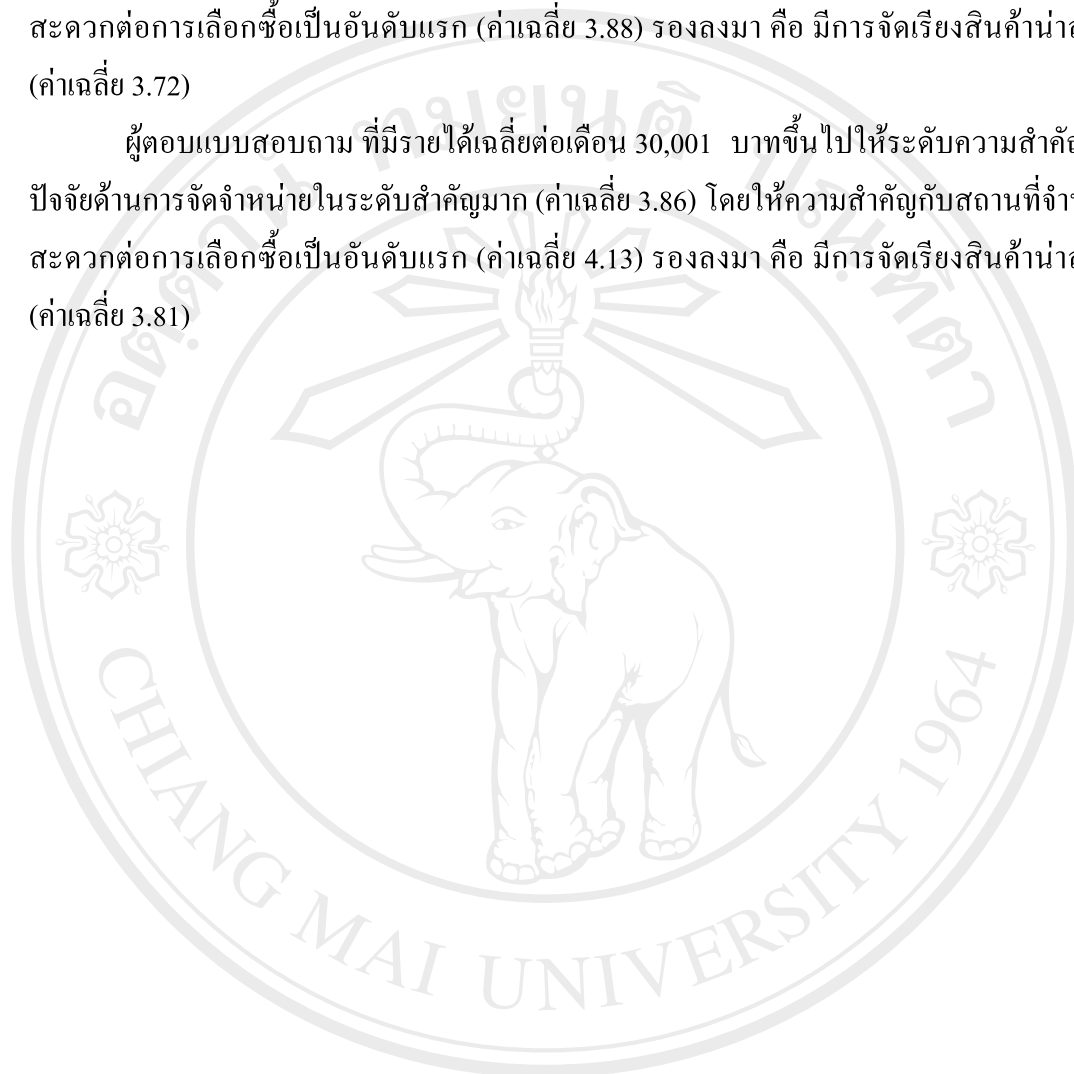 สะดวกต่อการเลือกซื้อเป็นอันดับแรก (ค่าเฉลี่ย 3.88) รองลงมา คือ มีการจัดเรียงสินค้าน่า
(ค่าเฉลี่ย 3.72)
ผู้ตอบแบบสอบถาม ที่มีรายได้เฉลี่ยต่อเดือน 30,001 บาทขึ้นไปให้ระดับความ
ปัจจัยด้านการจัดจำหน่ายในระดับสำคัญมาก (ค่าเฉลี่ย 3.86) โดยให้ความสำคัญกับสถานที่
สะดวกต่อการเลือกซื้อเป็นอันดับแรก (ค่าเฉลี่ย 4.13) รองลงมา คือ มีการจัดเรียงสินค้าน่า
(ค่าเฉลี่ย 3.81)
อตฺตานํ ทมยนฺติ ปณฺฑิตา
CHIANG MAI UNIVERSITY 1964